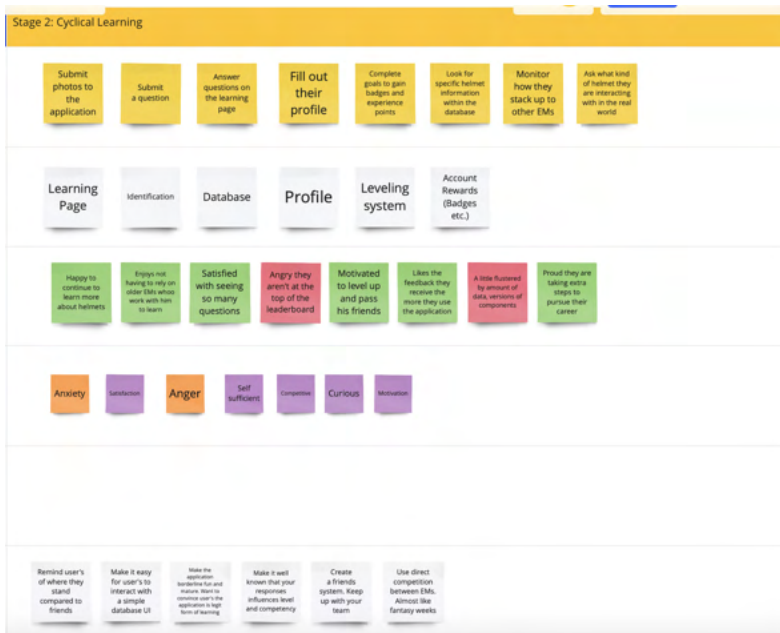 Stage 2: Cyclical Learning
Submit
photos to
the
application
Submit
a question
Answer
questions on
the learning
page
Fill out
their
profile
Complete
goals to gain
badges and
experience
points
Look for
specific helmet
information
within the
database
Monitor
how they
stack up to
other EMs
Ask what kind
of helmet they
are interacting
with in the real
world
Learning
Page
Identification
Database
Profile
Leveling
system
Account
Rewards
(Badges
etc.)
Happy to
continue to
learn more
about helmets
Enjoys not
having to rely on
older EMs whoo
work with him
to learn
Satisfied
with seeing
so many
questions
Angry they
aren't at the
top of the
leaderboard
Motivated
to level up
and pass
his friends
Likes the
feedback they
receive the
more they use
the application
A little flustered
by amount of
data, versions of
components
Proud they are
taking extra
steps to
pursue their
career
Anxiety
Satisfaction
Anger
Self
sufficient
Competitive
Curious
Motivation
Remind user's
of where they
stand
compared to
friends
Make it easy
for user's to
interact with
a simple
database UI
Make the
application
borderline fun and
mature. Want to
convince user's the
application is legit
form of learning
Make it well
known that your
responses
influences level
and competency
Create
a friends
system. Keep
up with your
team
Use direct
competition
between EMs.
Almost like
fantasy weeks